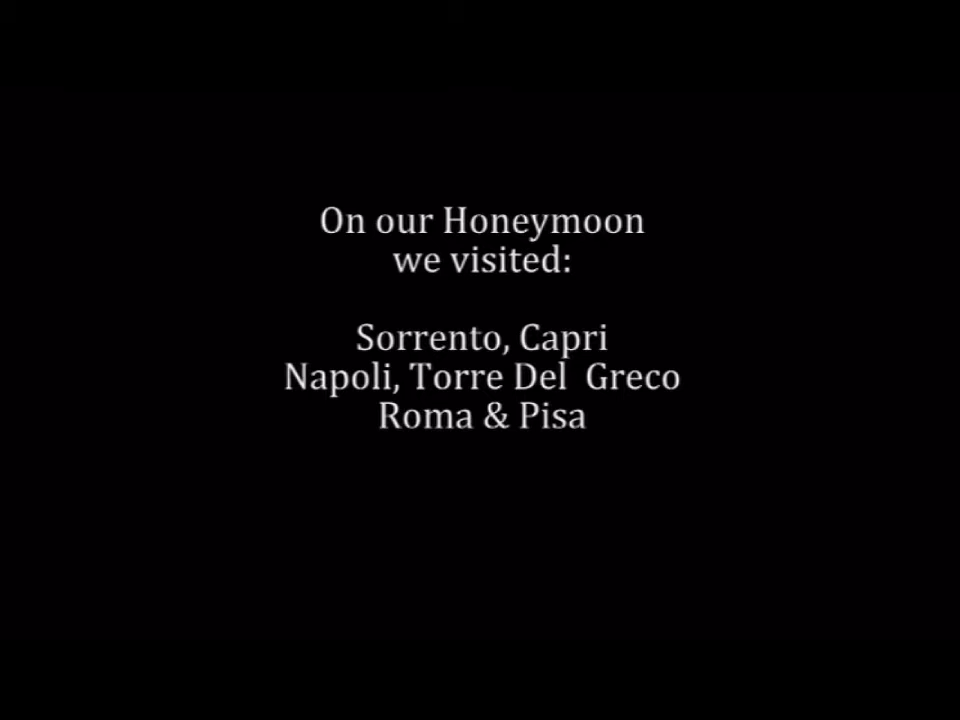 On our Honeymoon
we visited:
Sorrento, Capri
Napoli, Torre Del  Greco
Roma & Pisa